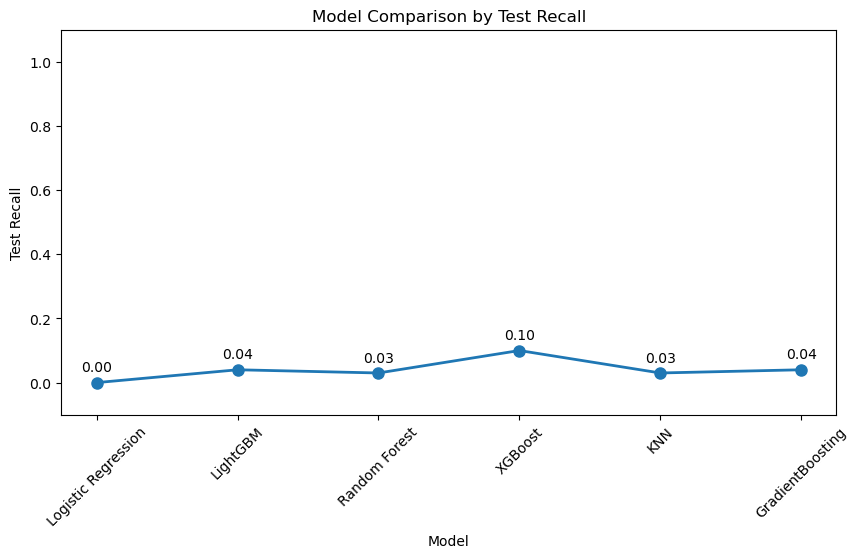 Model Comparison by Test Recall
1.0
0.8
0.6
0.4
0.2
0.0
Test Recall
0.00
0.04
0.03
0.10
0.03
0.04
Logistic Regression
LightGBM
Random Forest
XGBoost
KNN
GradientBoosting
Model